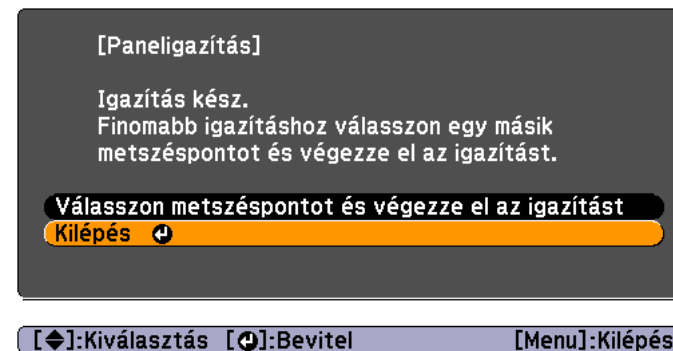 [Paneligazítás]
Igazítás kész.
Finomabb igazításhoz válasszon egy másik
metszéspontot és végezze el az igazítást.
Válasszon metszéspontot és végezze el az igazítást
Kilépés
[◆]:Kiválasztás [⏎]:Bevitel [Menu]:Kilépés